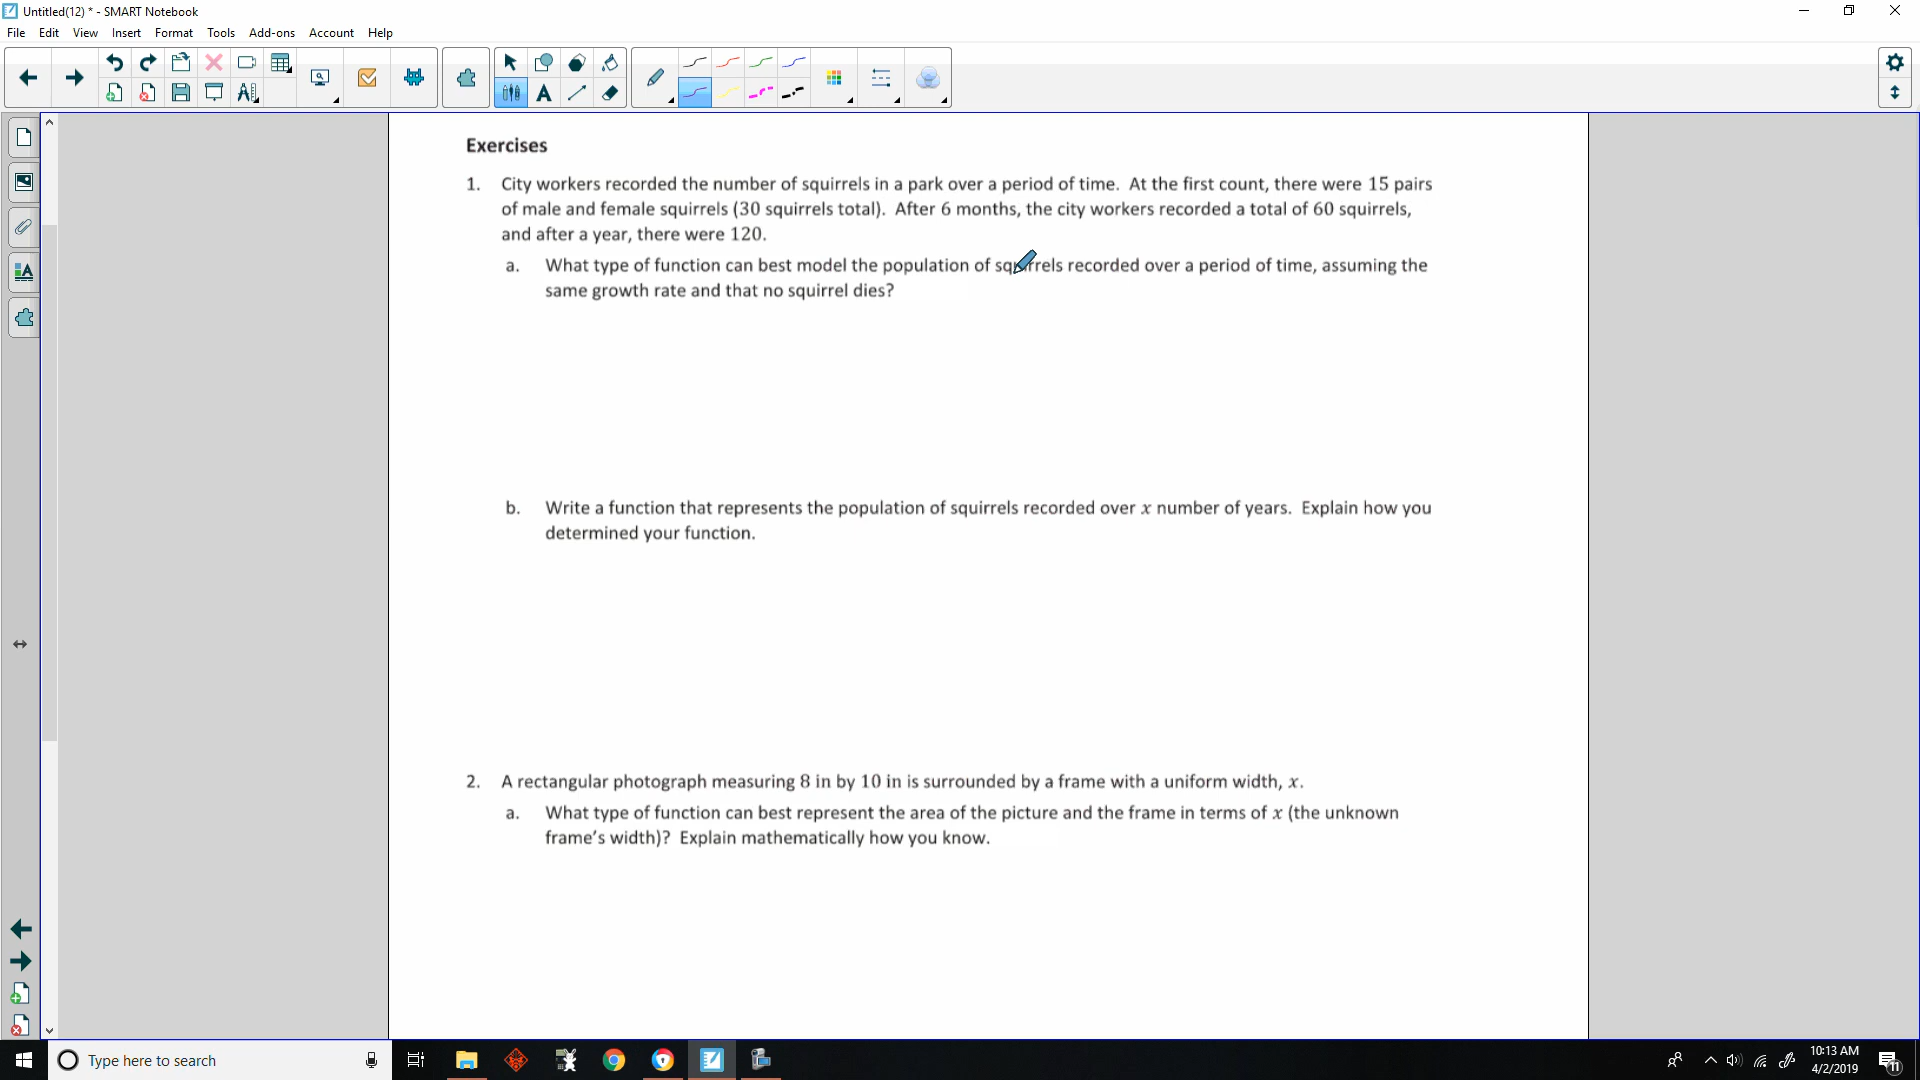 Untitled(12) * - SMART Notebook
File Edit View Insert Format Tools Add-ons Account Help
Exercises
1. City workers recorded the number of squirrels in a park over a period of time. At the first count, there were 15 pairs
of male and female squirrels (30 squirrels total). After 6 months, the city workers recorded a total of 60 squirrels,
and after a year, there were 120.
a. What type of function can best model the population of squirrels recorded over a period of time, assuming the
same growth rate and that no squirrel dies?
b. Write a function that represents the population of squirrels recorded over x number of years. Explain how you
determined your function.
2. A rectangular photograph measuring 8 in by 10 in is surrounded by a frame with a uniform width, x.
a. What type of function can best represent the area of the picture and the frame in terms of x (the unknown
frame's width)? Explain mathematically how you know.
Type here to search
10:13 AM
4/2/2019
11